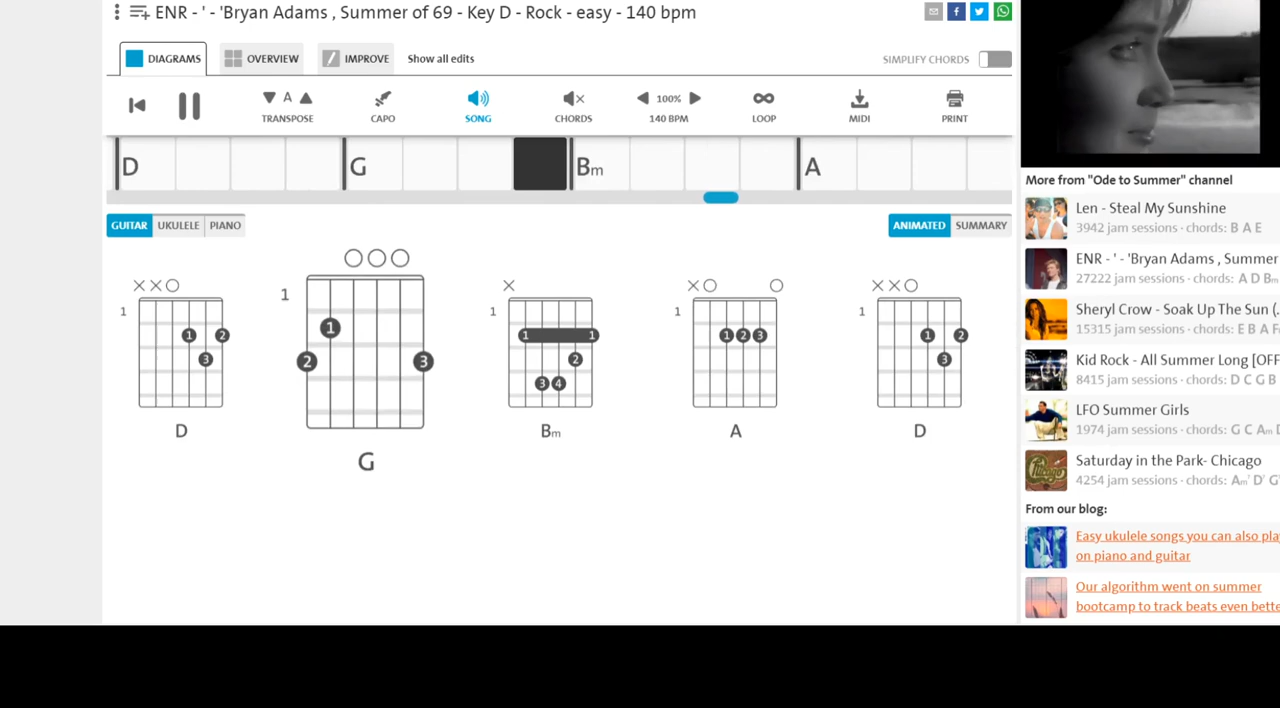 ENR - ' - 'Bryan Adams , Summer of 69 - Key D - Rock - easy - 140 bpm
DIAGRAMS OVERVIEW IMPROVE Show all edits SIMPLIFY CHORDS
A 100%
TRANSPOSE CAPO SONG CHORDS 140 BPM LOOP MIDI PRINT
D G Bm A
GUITAR UKULELE PIANO ANIMATED SUMMARY
1 1 2 3
D
1 1 2 3
G
1 1 1 2 3 4
Bm
1 1 2 3
A
1 1 2 3
D
More from "Ode to Summer" channel
Len - Steal My Sunshine
3942 jam sessions · chords: B A E
ENR - ' - 'Bryan Adams , Summer
27222 jam sessions · chords: A D Bm
Sheryl Crow - Soak Up The Sun (.
15315 jam sessions · chords: E B A F
Kid Rock - All Summer Long [OFF
8415 jam sessions · chords: D C G B
LFO Summer Girls
1974 jam sessions · chords: G C Am D
Saturday in the Park- Chicago
4254 jam sessions · chords: Am7 D7 G
From our blog:
Easy ukulele songs you can also pla
on piano and guitar
Our algorithm went on summer
bootcamp to track beats even bette